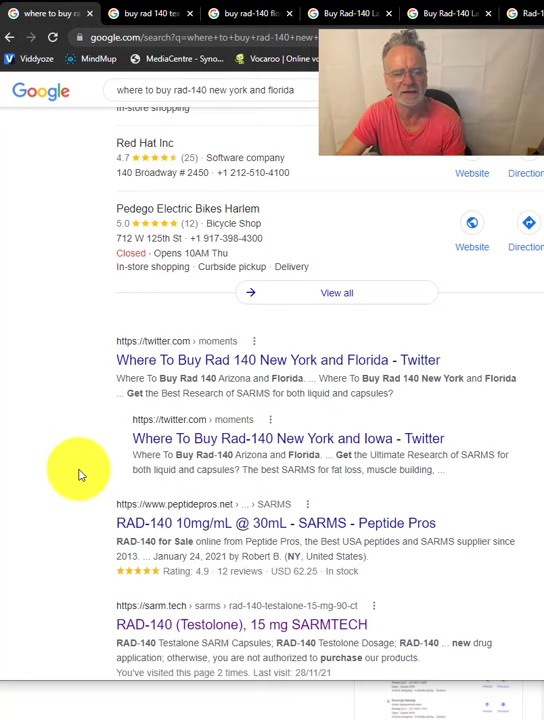 where to buy ra
buy rad 140 tex
buy rad-140 flo
Buy Rad-140 La
Buy Rad-140 La
Rad-1
google.com/search?q=where+to+buy+rad-140+new+
Viddyoze
MindMup
MediaCentre - Syno...
Vocaroo | Online vo
Google
where to buy rad-140 new york and florida
In-store shopping
Red Hat Inc
4.7 (25) · Software company
140 Broadway # 2450 · +1 212-510-4100
Website
Direction
Pedego Electric Bikes Harlem
5.0 (12) · Bicycle Shop
712 W 125th St · +1 917-398-4300
Closed · Opens 10AM Thu
In-store shopping · Curbside pickup · Delivery
Website
Direction
View all
https://twitter.com › moments
Where To Buy Rad 140 New York and Florida - Twitter
Where To Buy Rad 140 Arizona and Florida. ... Where To Buy Rad 140 New York and Florida
... Get the Best Research of SARMS for both liquid and capsules?
https://twitter.com › moments
Where To Buy Rad-140 New York and Iowa - Twitter
Where To Buy Rad-140 Arizona and Florida. ... Get the Ultimate Research of SARMS for
both liquid and capsules? The best SARMS for fat loss, muscle building, ...
https://www.peptidepros.net › ... › SARMS
RAD-140 10mg/mL @ 30mL - SARMS - Peptide Pros
RAD-140 for Sale online from Peptide Pros, the Best USA peptides and SARMS supplier since
2013. ... January 24, 2021 by Robert B. (NY, United States).
Rating: 4.9 · 12 reviews · USD 62.25 · In stock
https://sarm.tech › sarms › rad-140-testalone-15-mg-90-ct
RAD-140 (Testolone), 15 mg SARMTECH
RAD-140 Testalone SARM Capsules; RAD-140 Testolone Dosage; RAD-140 ... new drug
application; otherwise, you are not authorized to purchase our products.
You've visited this page 2 times. Last visit: 28/11/21